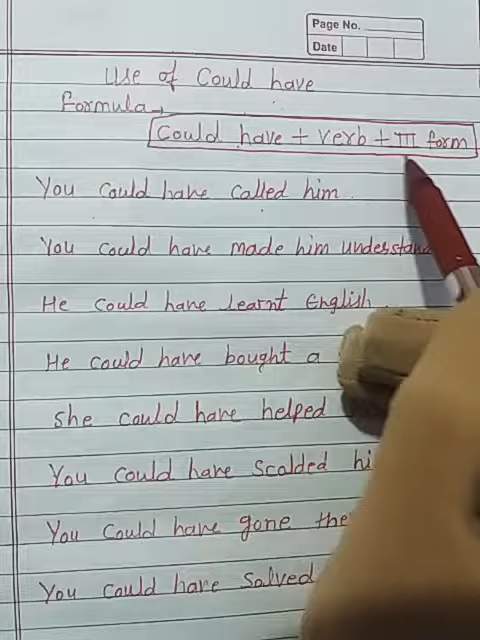 Page No.
Date
Use of Could have
Formula→
Could have + verb + III form
You Could have called him.
You Could have made him understand
He Could have learnt English.
He could have bought a
She could have helped
You could have scolded hi
You Could have gone the
You Could have solved